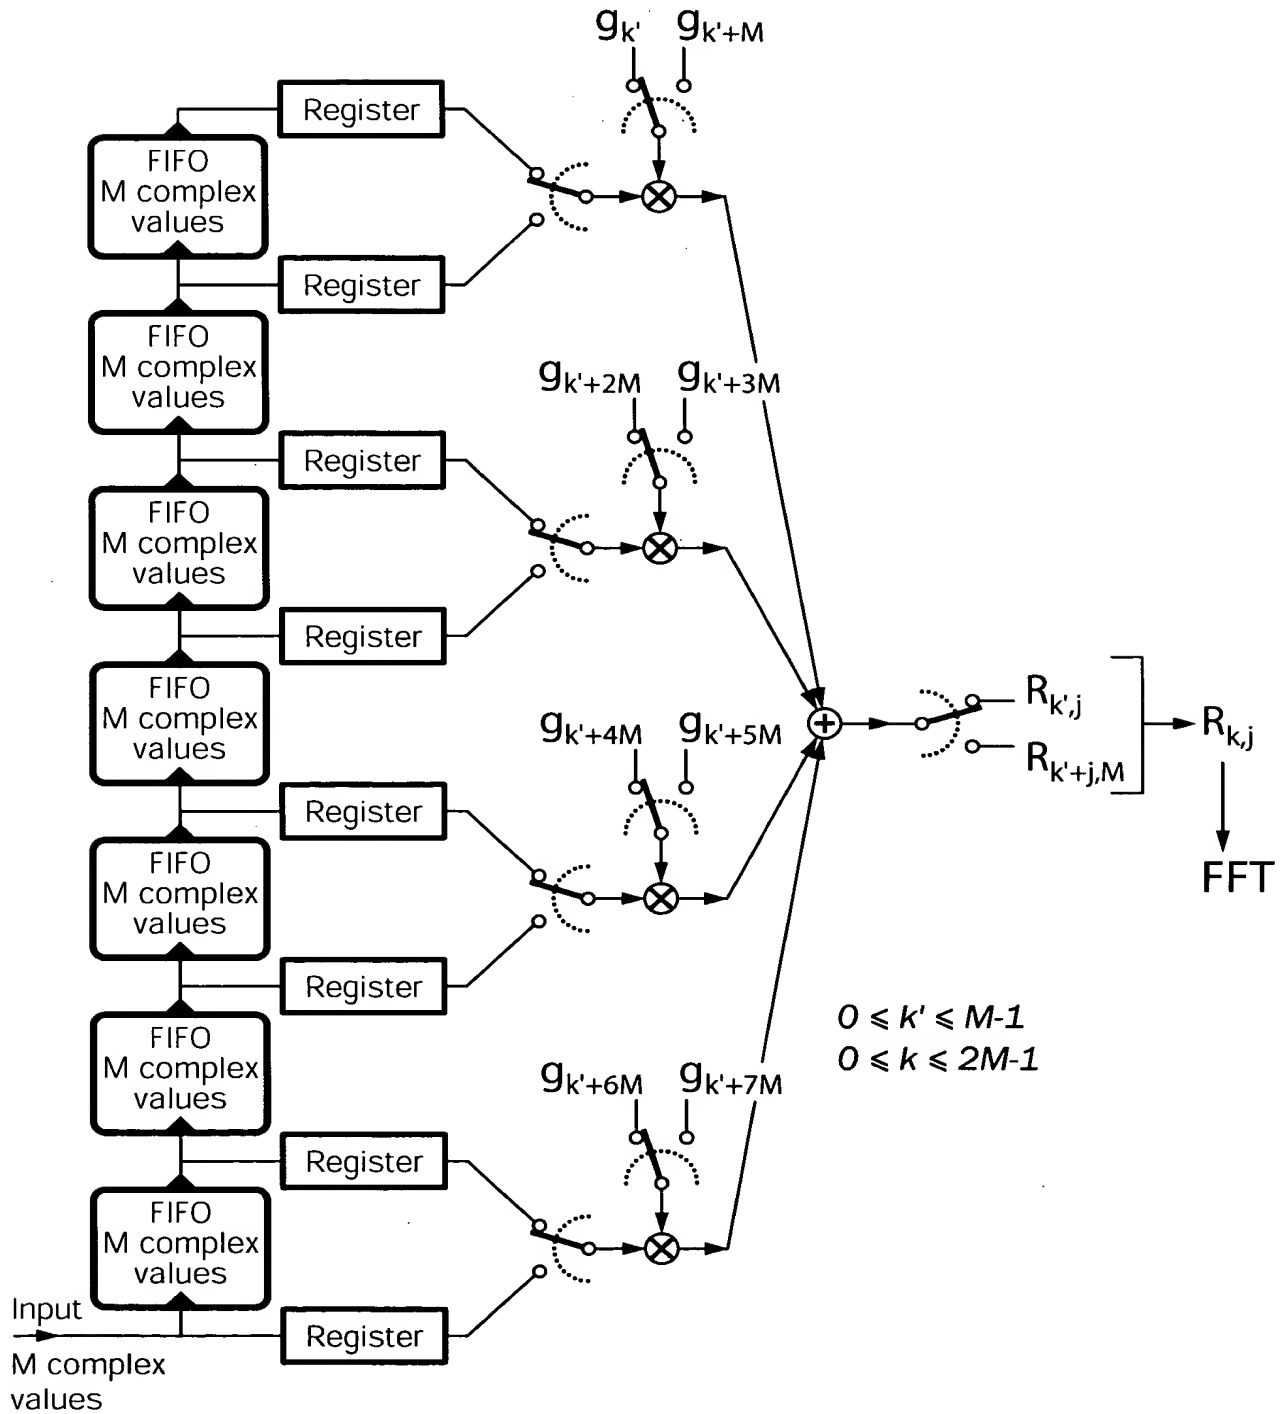 g_k' g_k'+M
Register
FIFO
M complex
values
Register
FIFO
M complex
values
g_k'+2M g_k'+3M
Register
FIFO
M complex
values
Register
FIFO
M complex
values
R_k',j
R_k,j
g_k'+4M g_k'+5M
R_k'+j,M
Register
FIFO
M complex
values
FFT
Register
FIFO
M complex
values
0 ⩽ k' ⩽ M-1
0 ⩽ k ⩽ 2M-1
g_k'+6M g_k'+7M
Register
FIFO
M complex
values
Input
Register
M complex
values